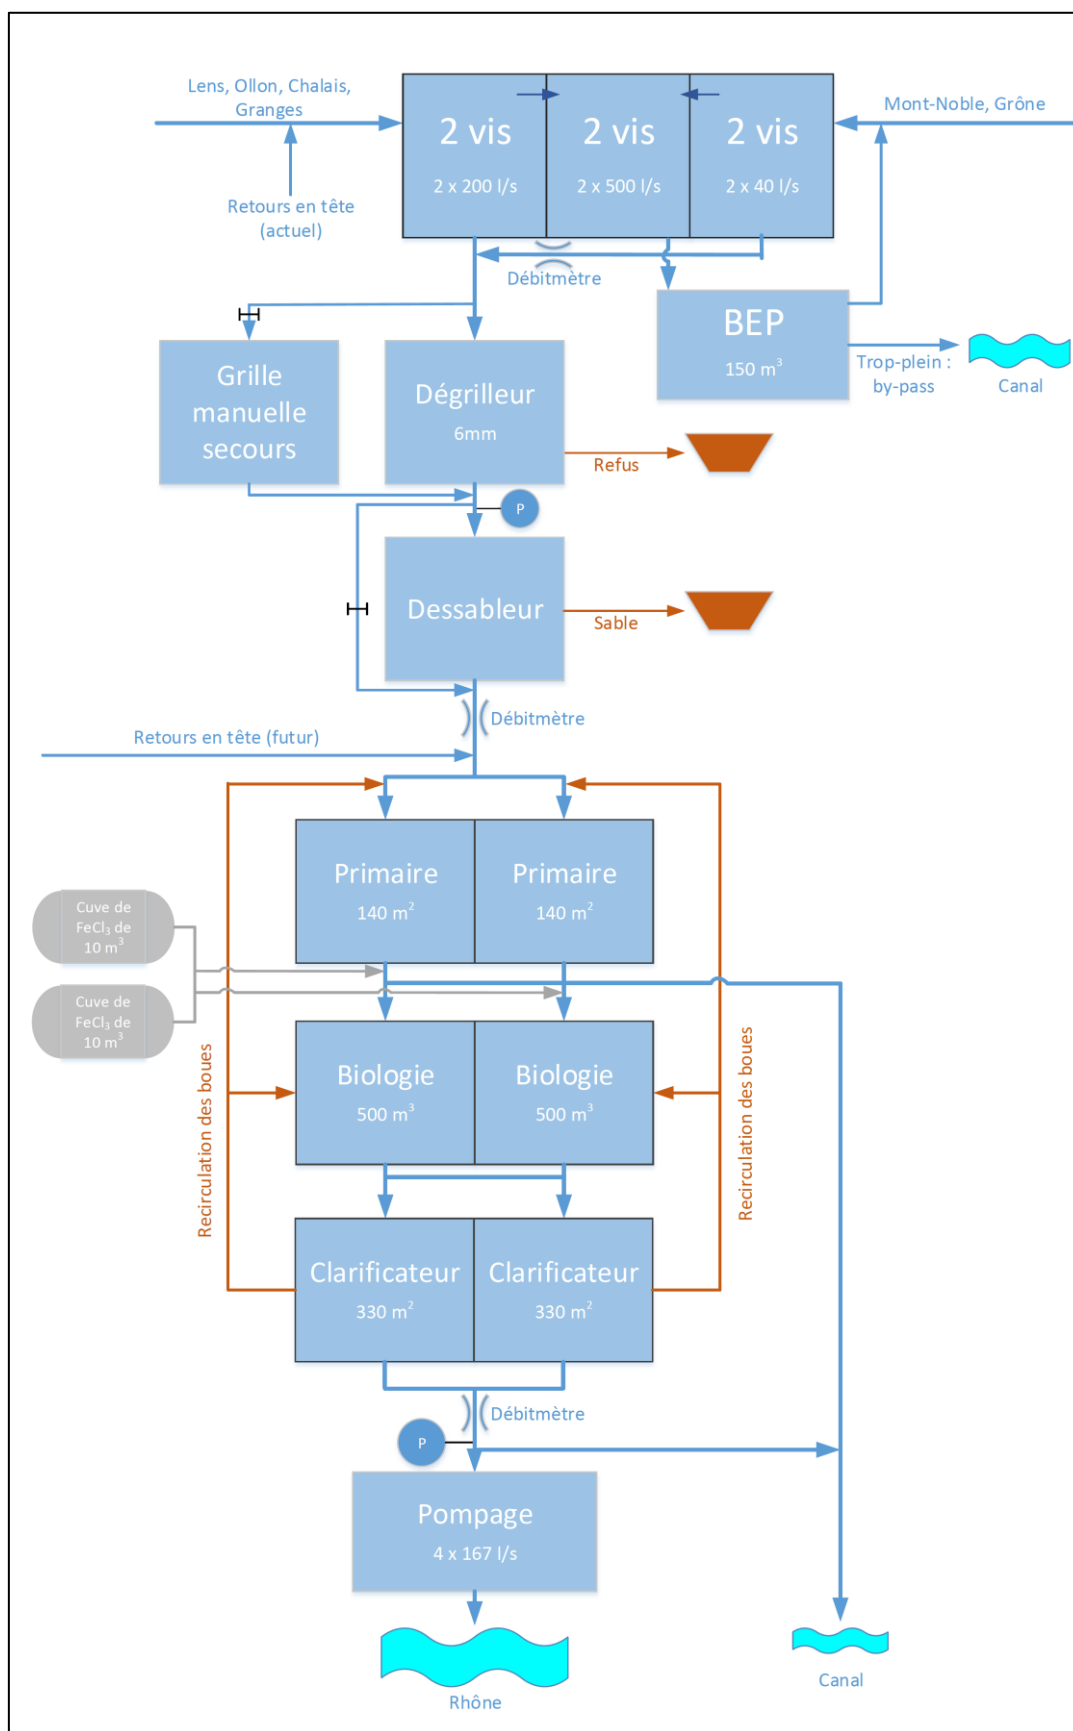 Lens, Ollon, Chalais,
Granges
Mont-Noble, Grône
2 vis
2 x 200 l/s
2 vis
2 x 500 l/s
2 vis
2 x 40 l/s
Retours en tête
(actuel)
Débitmètre
BEP
150 m³
Trop-plein :
by-pass
Canal
Grille
manuelle
secours
Dégrilleur
6mm
Refus
P
Dessableur
Sable
Débitmètre
Retours en tête (futur)
Primaire
140 m²
Primaire
140 m²
Cuve de
FeCl₃ de
10 m³
Cuve de
FeCl₃ de
10 m³
Biologie
500 m³
Biologie
500 m³
Recirculation des boues
Recirculation des boues
Clarificateur
330 m²
Clarificateur
330 m²
Débitmètre
P
Pompage
4 x 167 l/s
Rhône
Canal